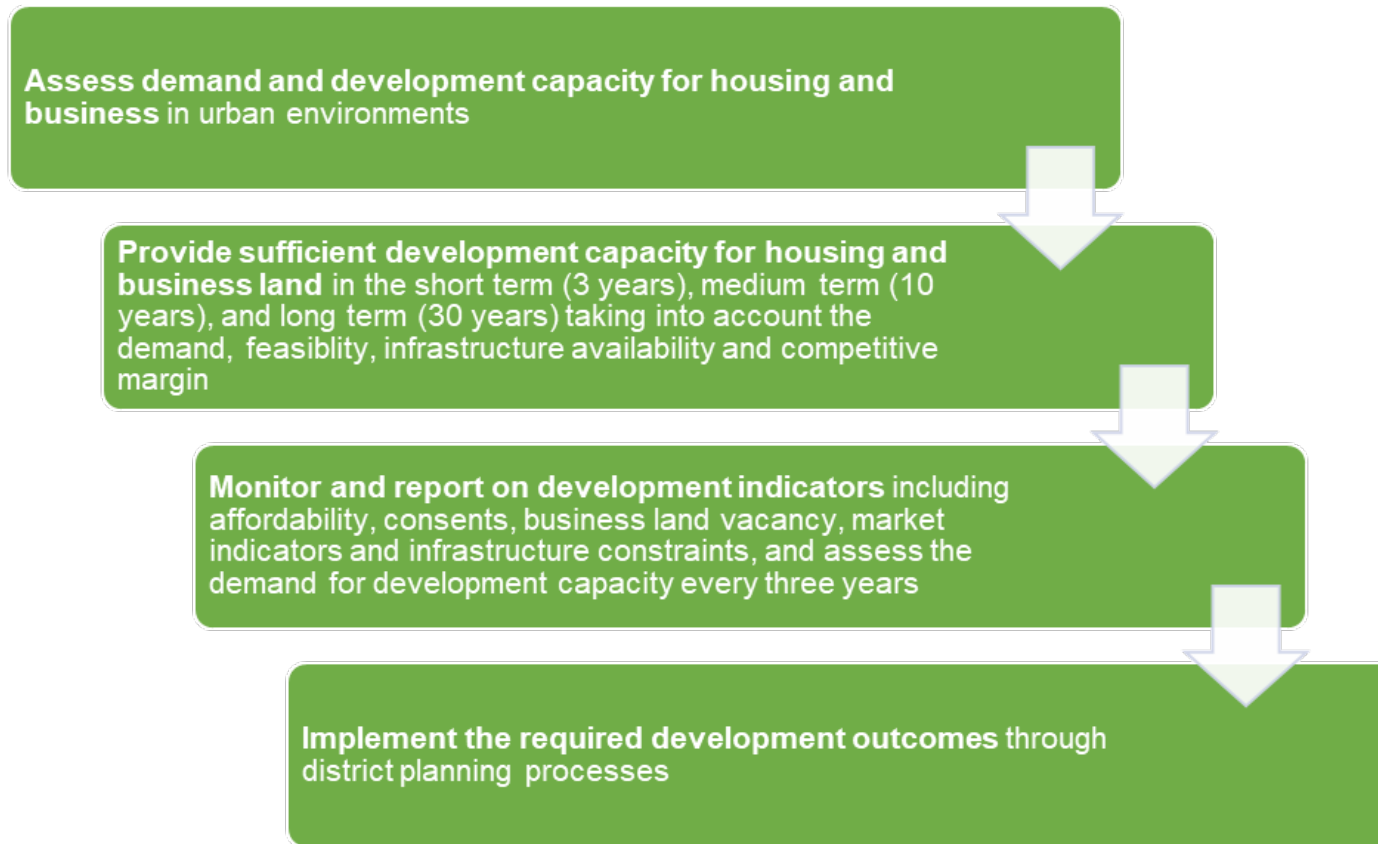 Assess demand and development capacity for housing and
business in urban environments
Provide sufficient development capacity for housing and
business land in the short term (3 years), medium term (10
years), and long term (30 years) taking into account the
demand, feasiblity, infrastructure availability and competitive
margin
Monitor and report on development indicators including
affordability, consents, business land vacancy, market
indicators and infrastructure constraints, and assess the
demand for development capacity every three years
Implement the required development outcomes through
district planning processes